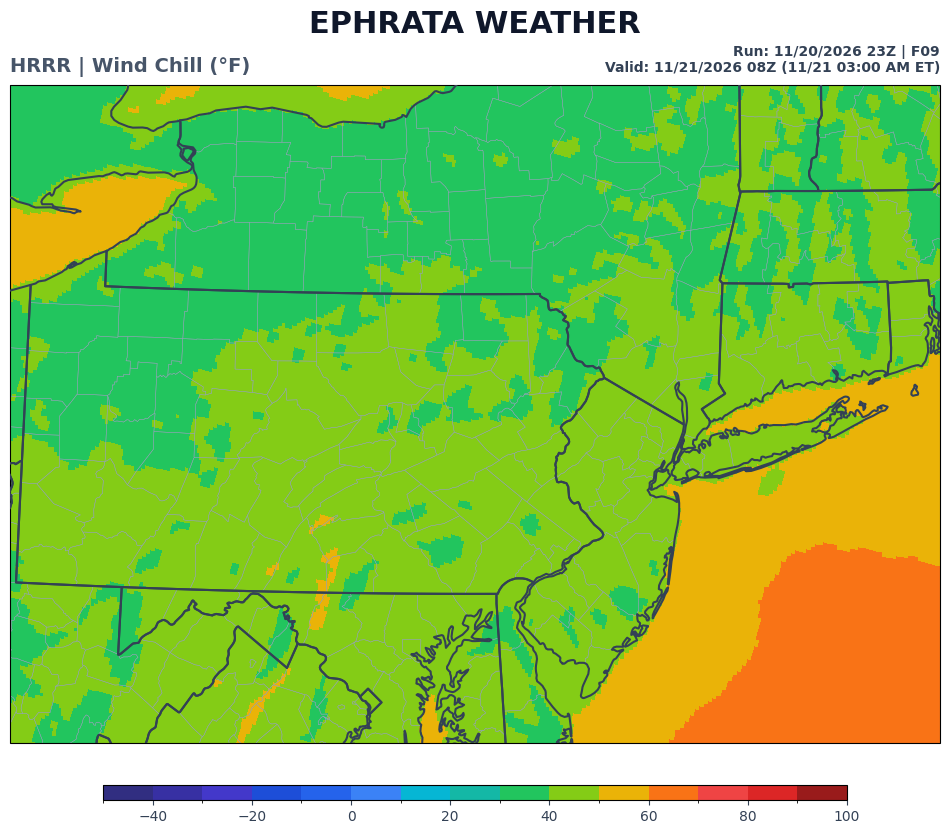 EPHRATA WEATHER
HRRR | Wind Chill (°F)
Run: 11/20/2026 23Z | F09
Valid: 11/21/2026 08Z (11/21 03:00 AM ET)
−40 −20 0 20 40 60 80 100